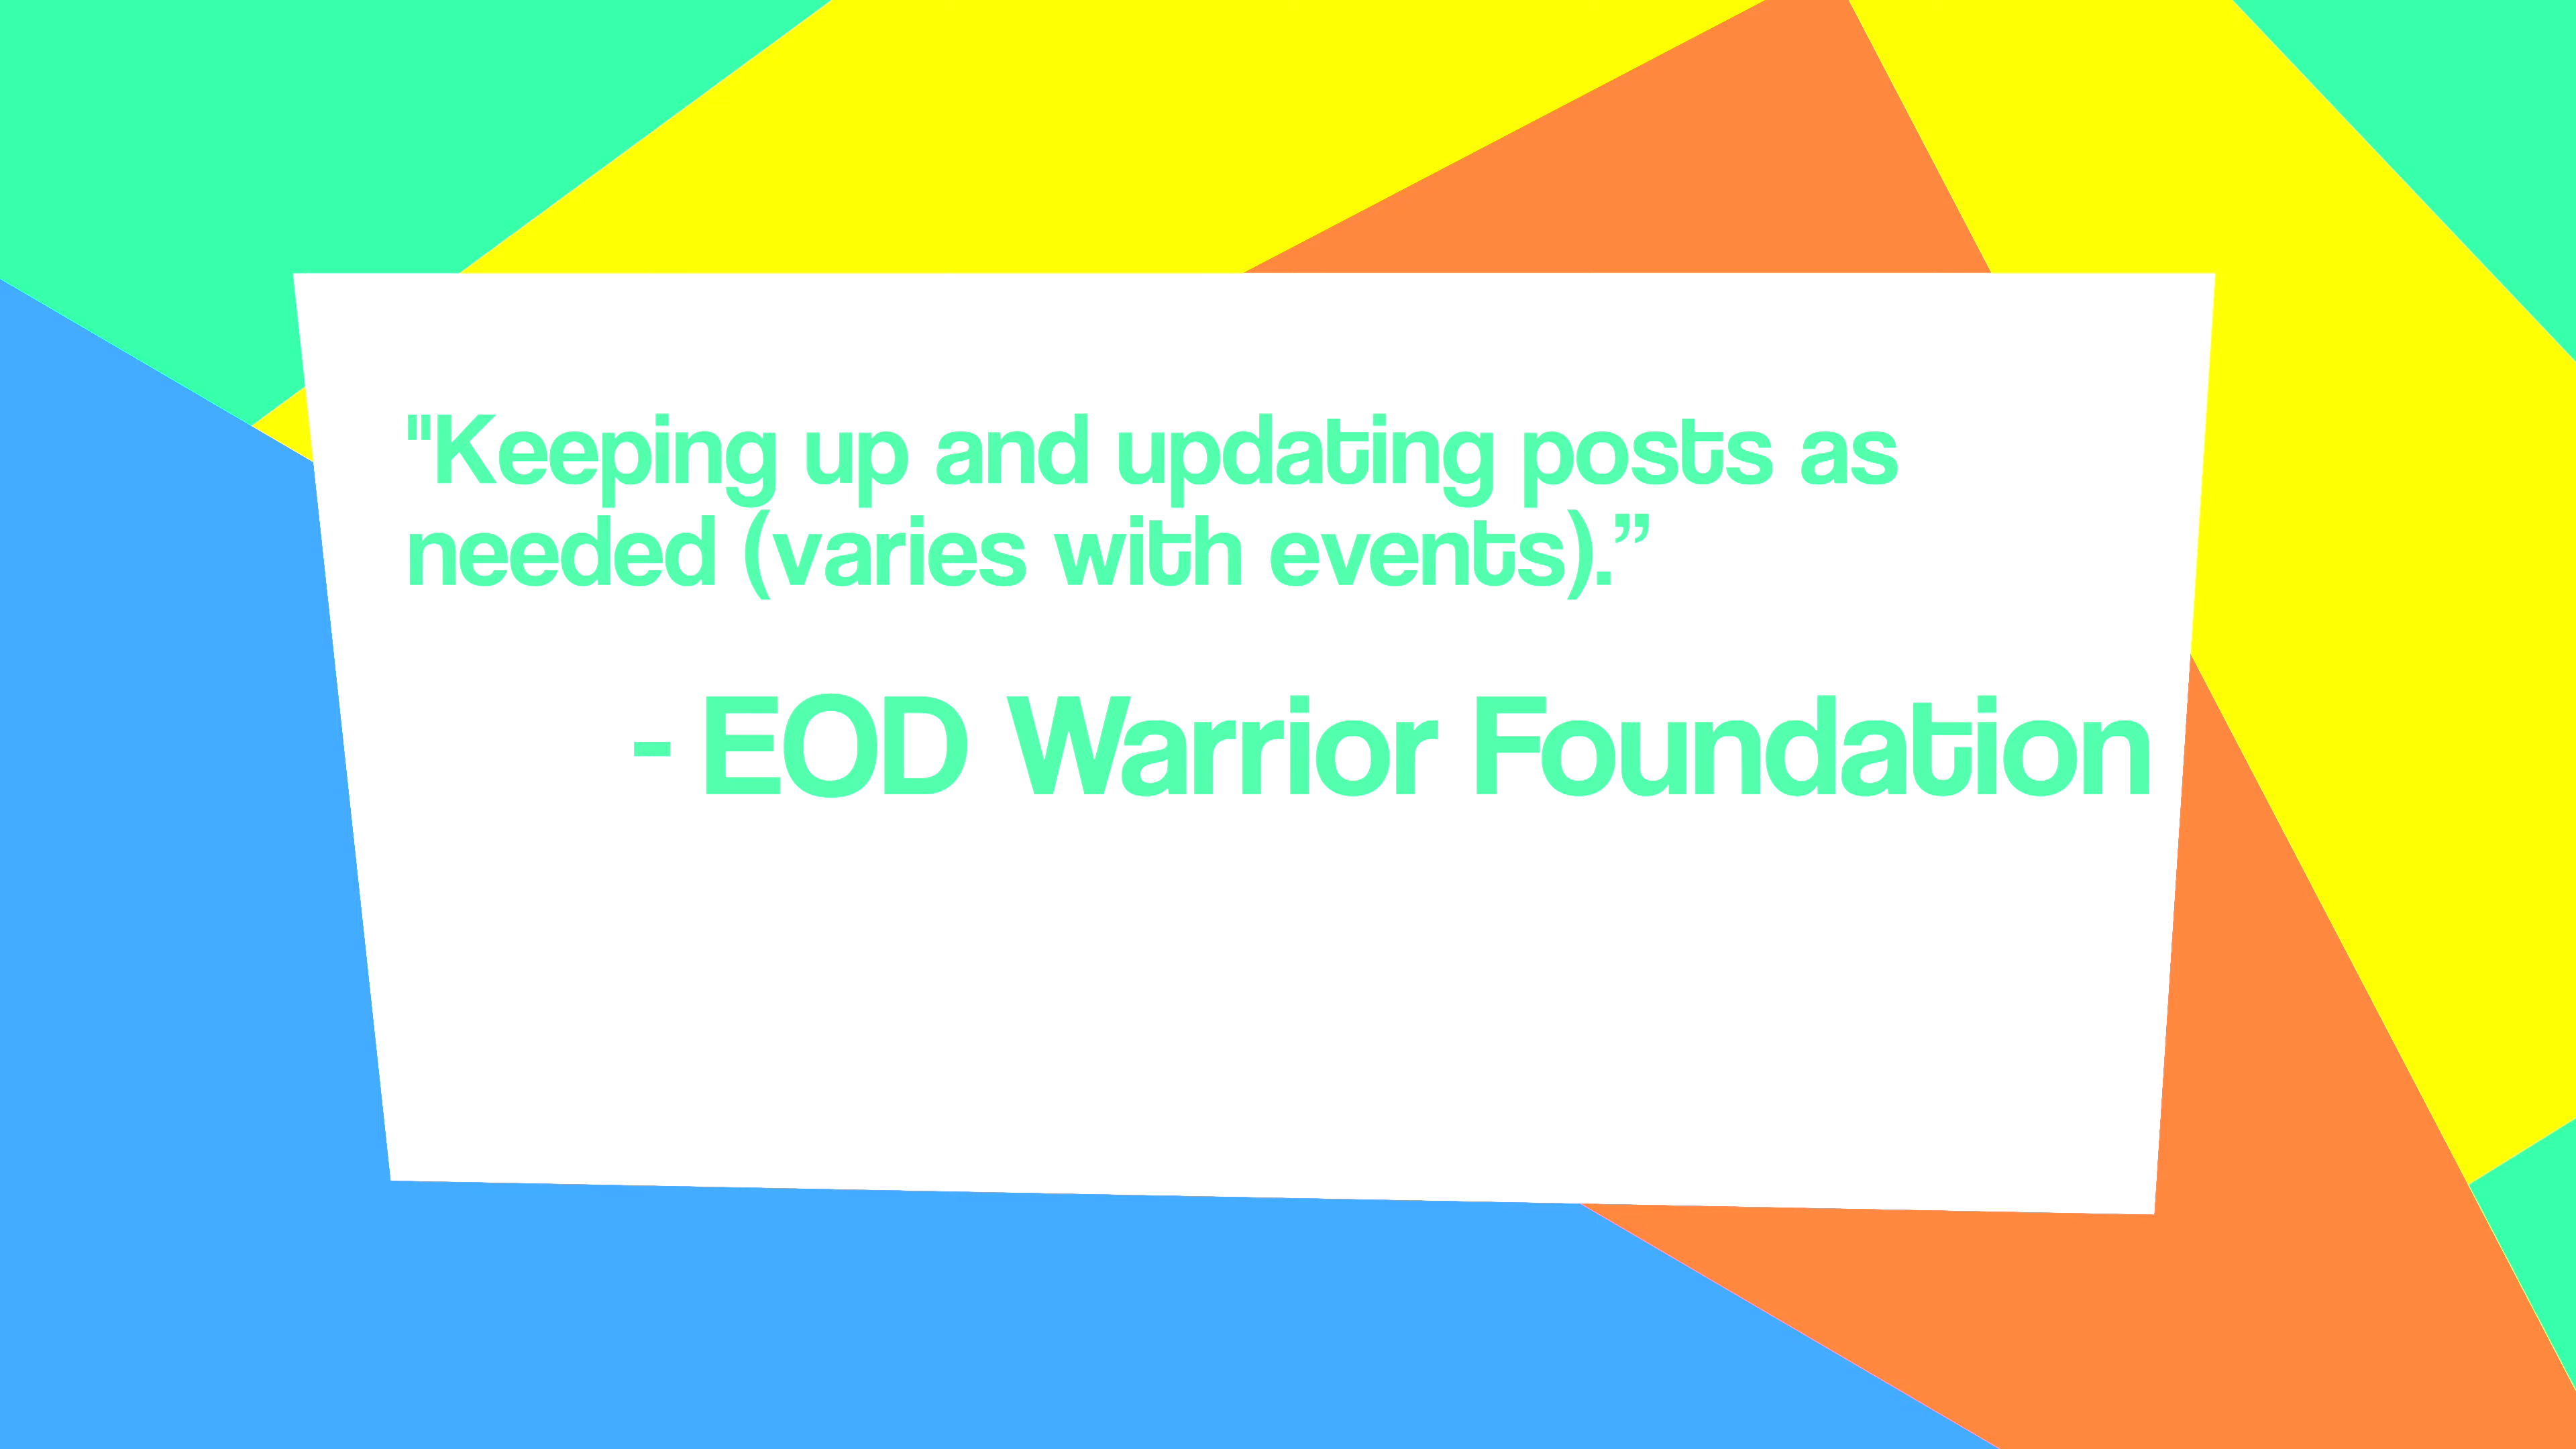 "Keeping up and updating posts as
needed (varies with events).”
- EOD Warrior Foundation